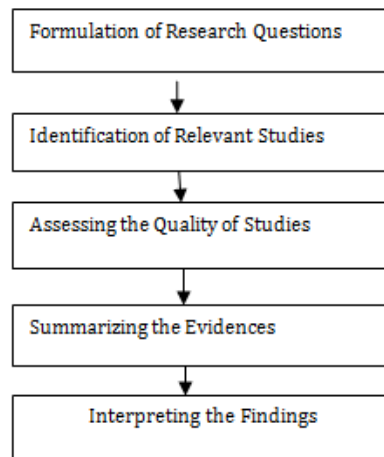 Formulation of Research Questions
Identification of Relevant Studies
Assessing the Quality of Studies
Summarizing the Evidences
Interpreting the Findings